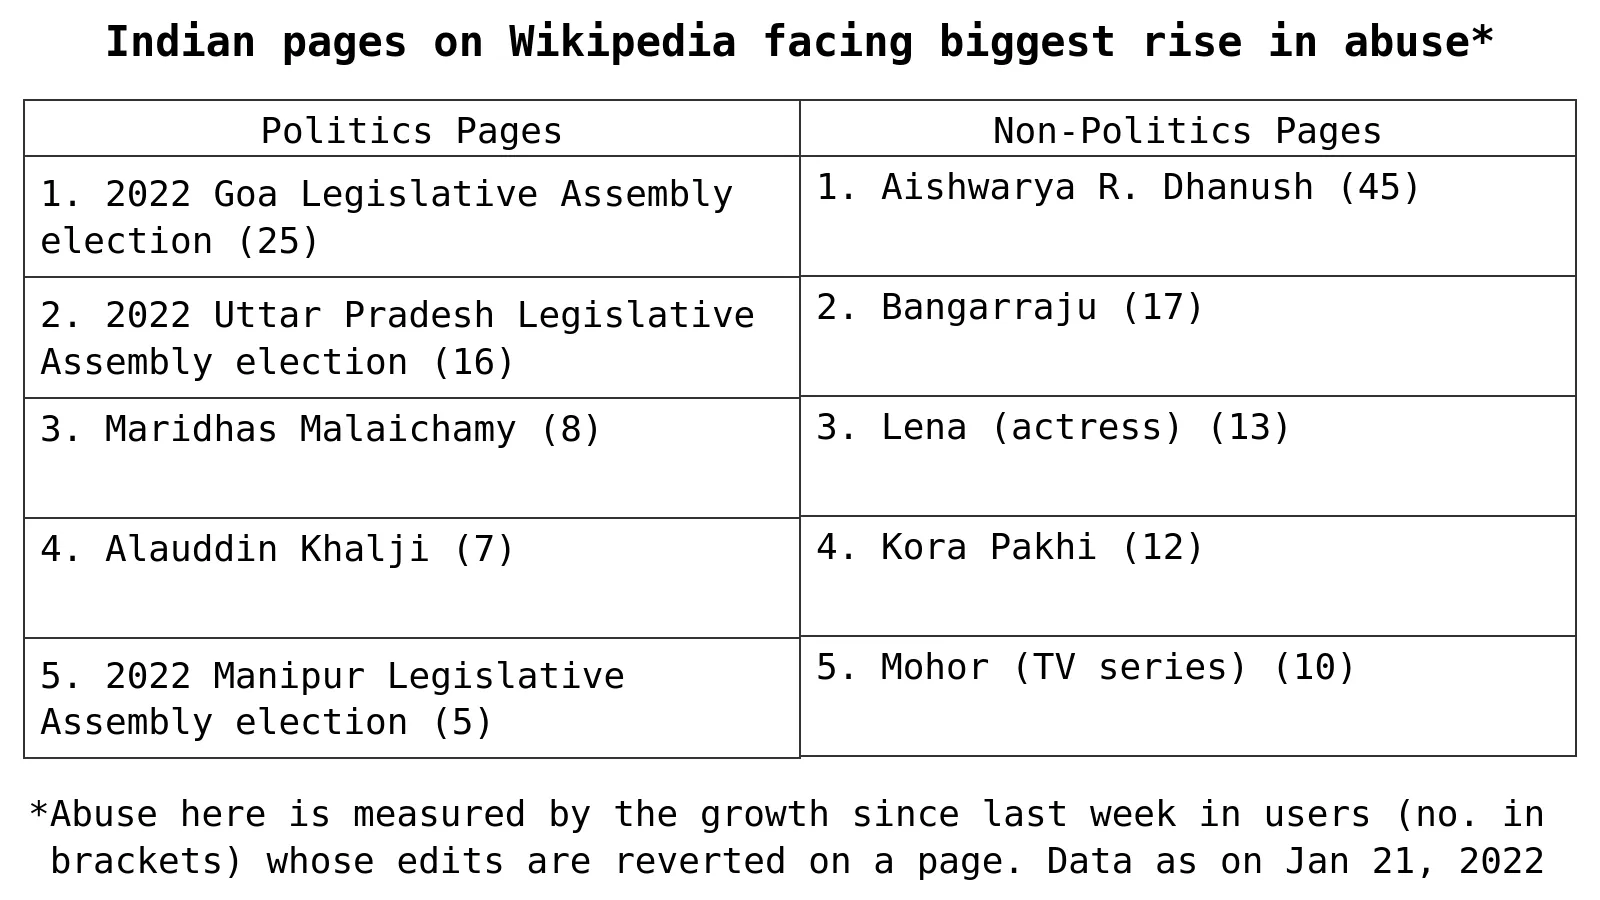 Indian pages on Wikipedia facing biggest rise in abuse*
Politics Pages
1. 2022 Goa Legislative Assembly
election (25)
2. 2022 Uttar Pradesh Legislative
Assembly election (16)
3. Maridhas Malaichamy (8)
4. Alauddin Khalji (7)
5. 2022 Manipur Legislative
Assembly election (5)
Non-Politics Pages
1. Aishwarya R. Dhanush (45)
2. Bangarraju (17)
3. Lena (actress) (13)
4. Kora Pakhi (12)
5. Mohor (TV series) (10)
*Abuse here is measured by the growth since last week in users (no. in
brackets) whose edits are reverted on a page. Data as on Jan 21, 2022